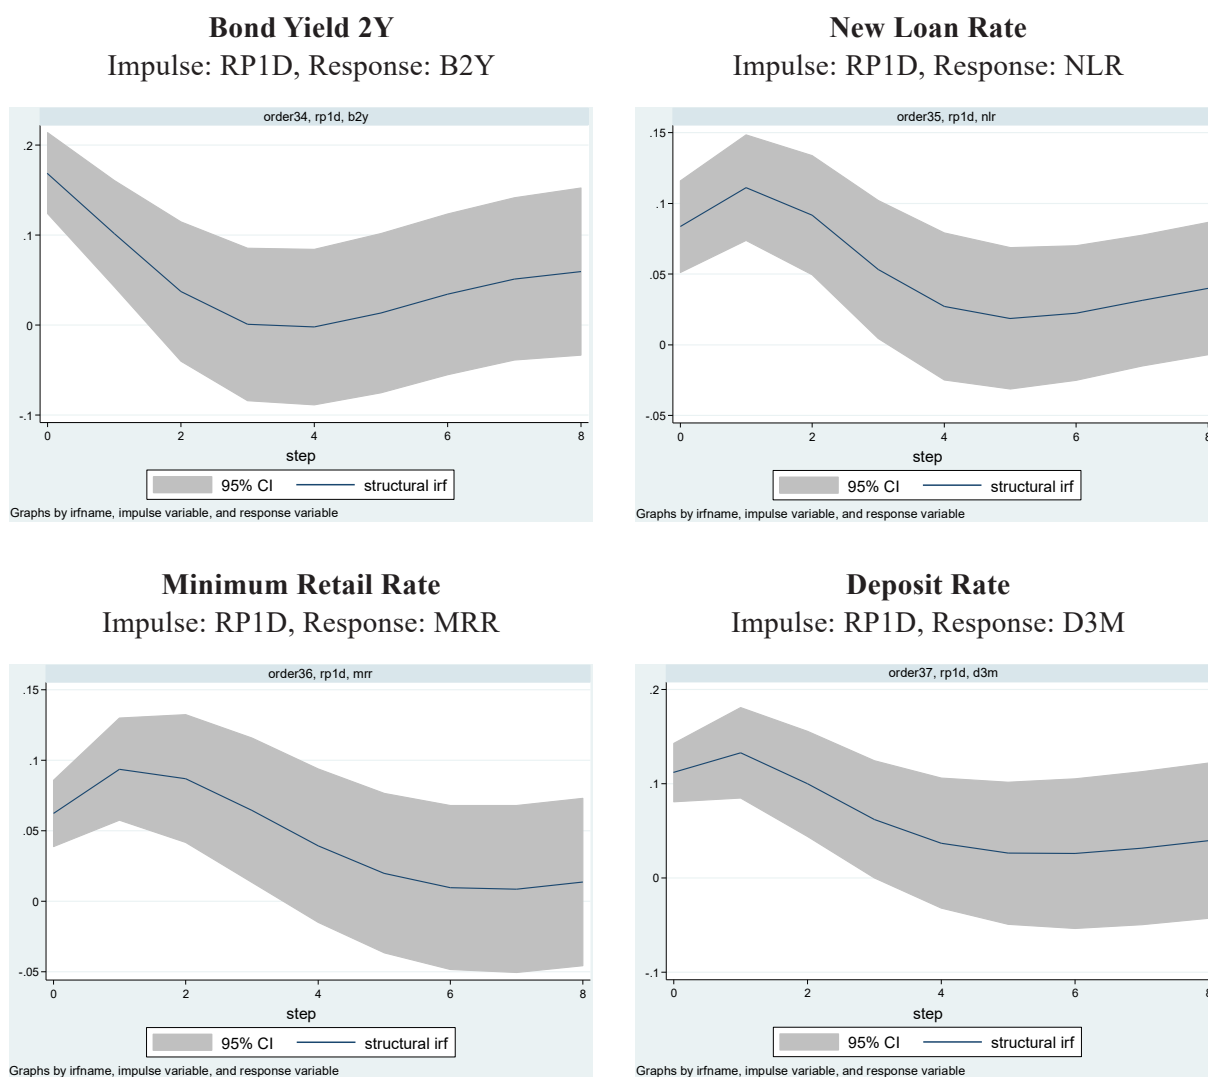 Bond Yield 2Y
Impulse: RP1D, Response: B2Y
order34, rp1d, b2y
.2
.1
0
-.1
0 2 4 6 8
step
95% CI structural irf
Graphs by irfname, impulse variable, and response variable
New Loan Rate
Impulse: RP1D, Response: NLR
order35, rp1d, nlr
.15
.1
.05
0
-.05
0 2 4 6 8
step
95% CI structural irf
Graphs by irfname, impulse variable, and response variable
Minimum Retail Rate
Impulse: RP1D, Response: MRR
order36, rp1d, mrr
.15
.1
.05
0
-.05
0 2 4 6 8
step
95% CI structural irf
Graphs by irfname, impulse variable, and response variable
Deposit Rate
Impulse: RP1D, Response: D3M
order37, rp1d, d3m
.2
.1
0
-.1
0 2 4 6 8
step
95% CI structural irf
Graphs by irfname, impulse variable, and response variable